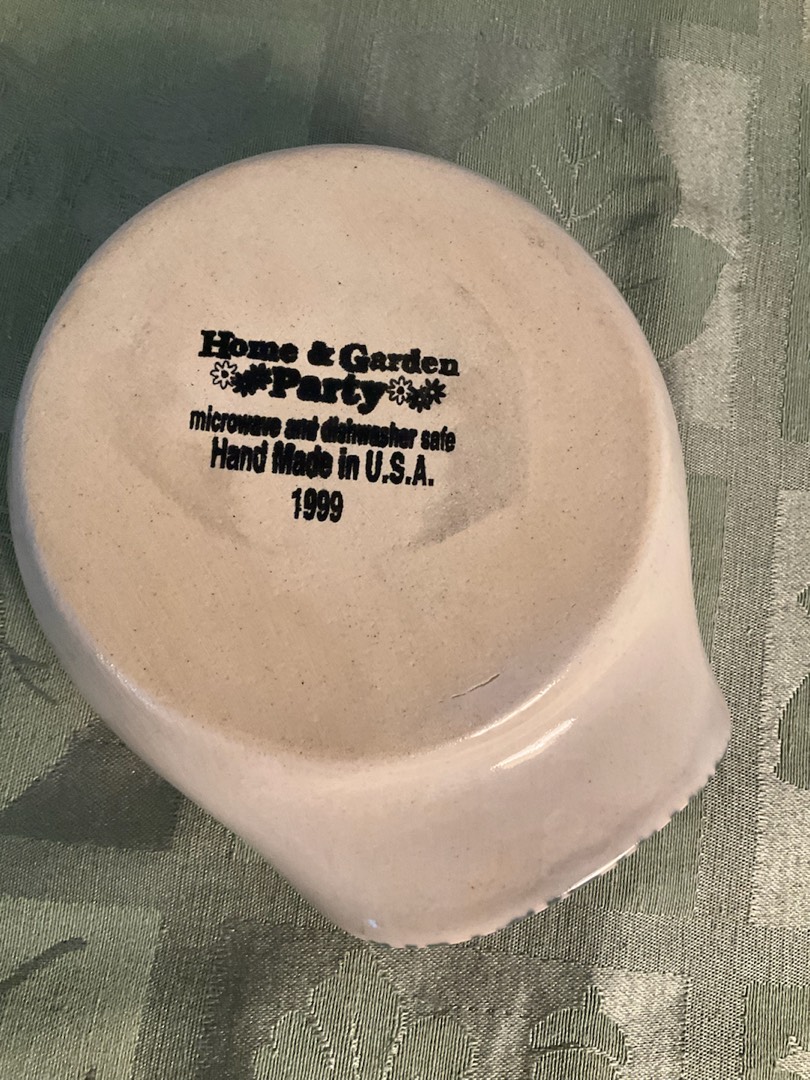 Home & Garden
Party
microwave and dishwasher safe
Hand Made in U.S.A.
1999